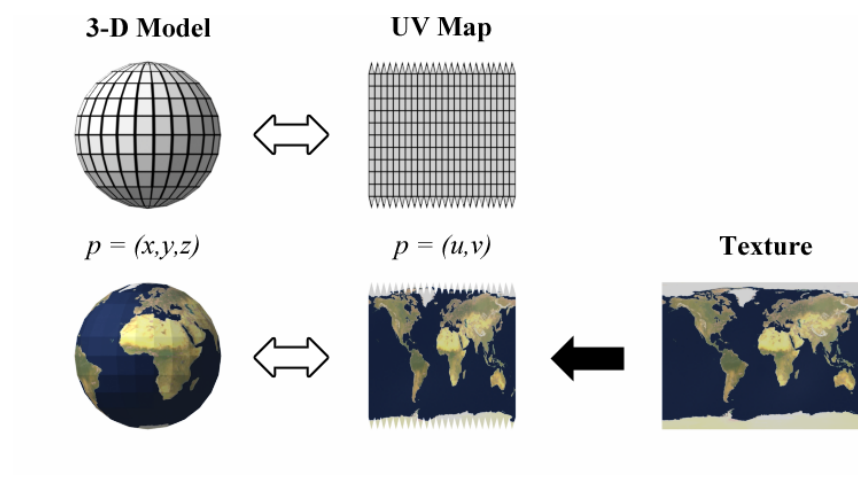 3-D Model
UV Map
p = (x,y,z)
p = (u,v)
Texture